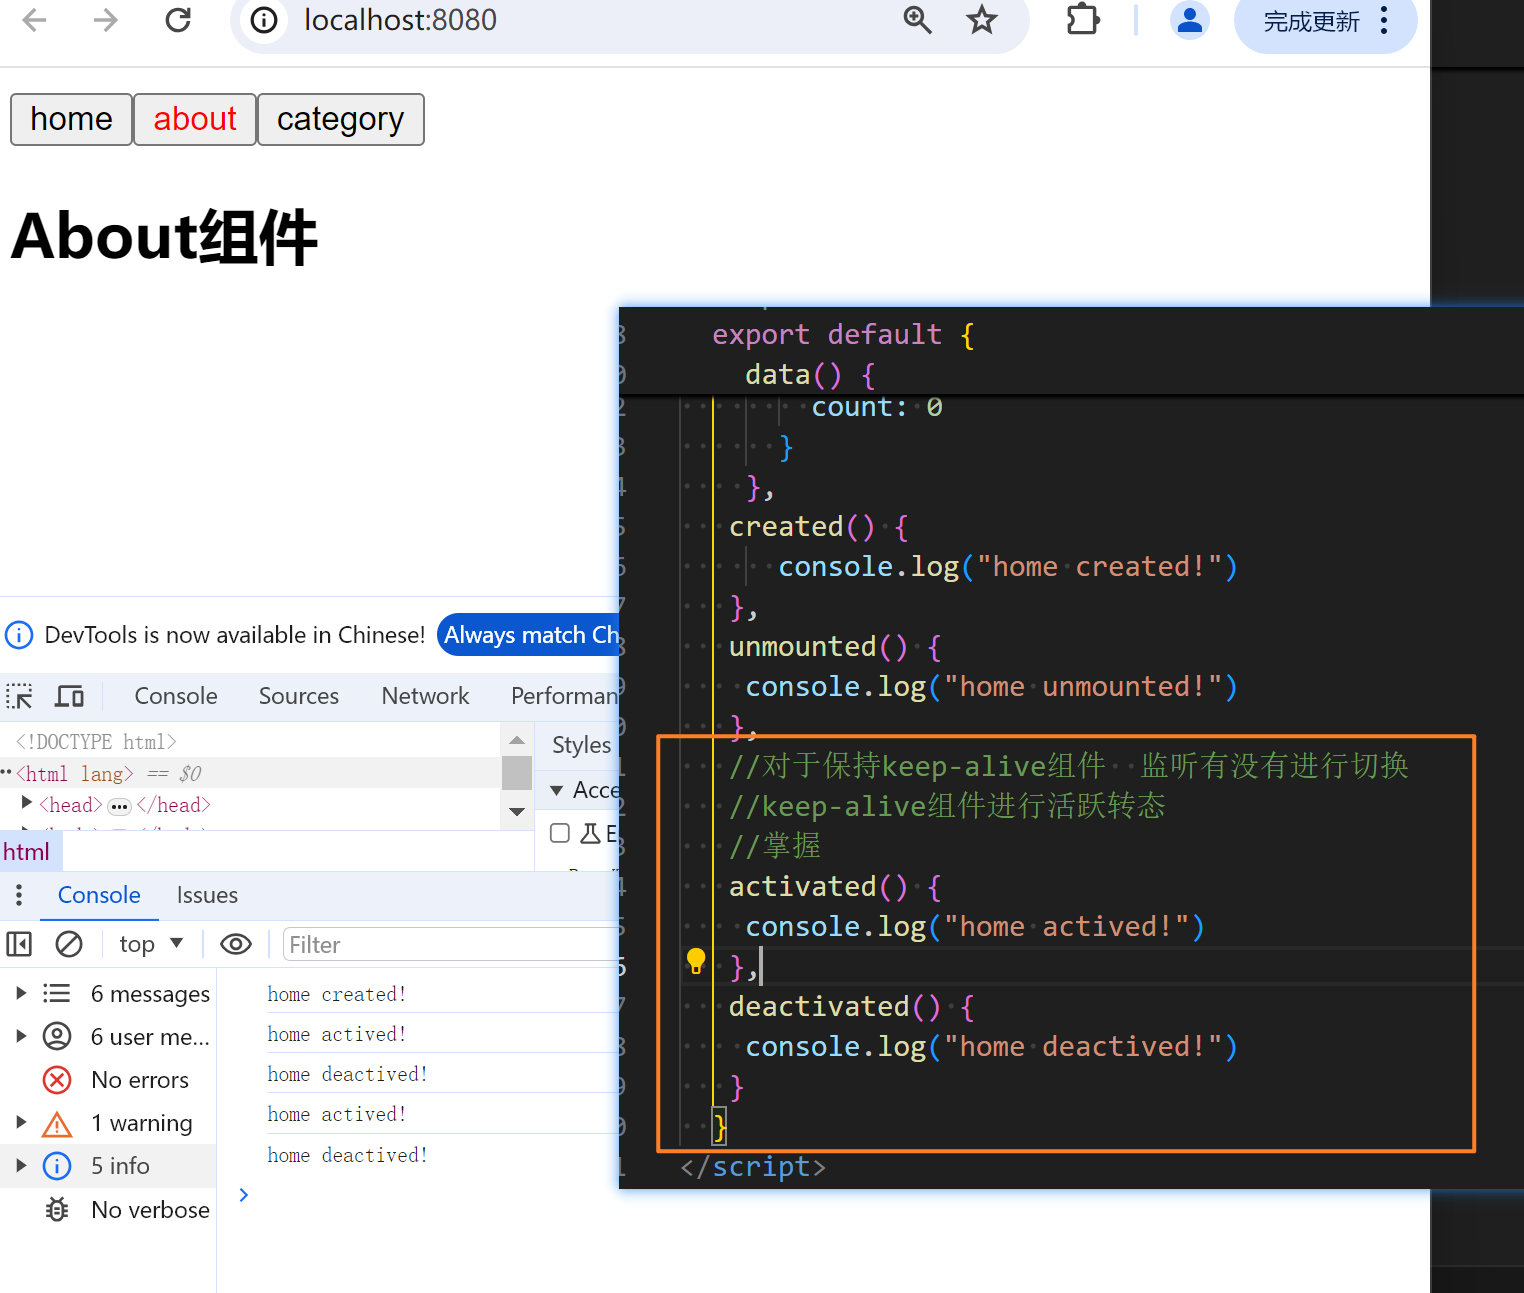 localhost:8080
完成更新
home about category
About组件
export default {
data() {
count: 0
}
},
created() {
console.log("home created!")
},
unmounted() {
console.log("home unmounted!")
},
//对于保持keep-alive组件  监听有没有进行切换
//keep-alive组件进行活跃转态
//掌握
activated() {
console.log("home actived!")
},
deactivated() {
console.log("home deactived!")
}
}
</script>
DevTools is now available in Chinese!
Always match Ch
Console Sources Network Performan
<!DOCTYPE html>
<html lang> == $0
<head> ••• </head>
Styles
Acce
E
html
Console Issues
top
Filter
6 messages
6 user me...
No errors
1 warning
5 info
No verbose
home created!
home actived!
home deactived!
home actived!
home deactived!